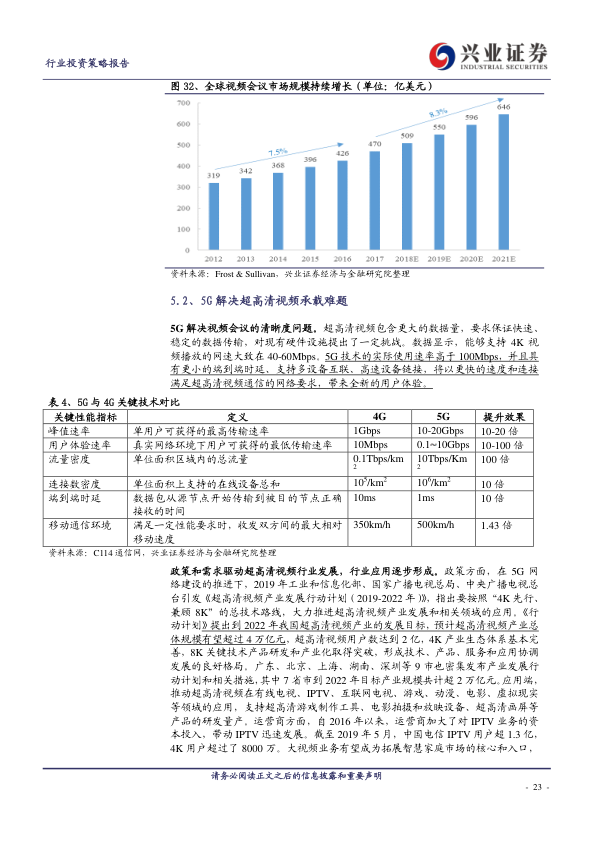 行业投资策略报告
兴业证券
INDUSTRIAL SECURITIES
图 32、全球视频会议市场规模持续增长（单位：亿美元）
700
600
500
400
300
200
100
0
319
342
368
396
426
470
509
550
596
646
7.5%
8.3%
2012 2013 2014 2015 2016 2017 2018E 2019E 2020E 2021E
资料来源：Frost & Sullivan，兴业证券经济与金融研究院整理
5.2、5G 解决超高清视频承载难题
5G 解决视频会议的清晰度问题。超高清视频包含更大的数据量，要求保证快速、
稳定的数据传输，对现有硬件设施提出了一定挑战。数据显示，能够支持 4K 视
频播放的网速大致在 40-60Mbps，5G 技术的实际使用速率高于 100Mbps，并且具
有更小的端到端时延、支持多设备互联、高速设备链接，将以更快的速度和连接
满足超高清视频通信的网络要求，带来全新的用户体验。
表 4、5G 与 4G 关键技术对比
关键性能指标 定义 4G 5G 提升效果
峰值速率 单用户可获得的最高传输速率 1Gbps 10-20Gbps 10-20 倍
用户体验速率 真实网络环境下用户可获得的最低传输速率 10Mbps 0.1~10Gbps 10-100 倍
流量密度 单位面积区域内的总流量 0.1Tbps/km 10Tbps/Km 100 倍
2 2
连接数密度 单位面积上支持的在线设备总和 10⁵/km² 10⁶/km² 10 倍
端到端时延 数据包从源节点开始传输到被目的节点正确 10ms 1ms 10 倍
接收的时间
移动通信环境 满足一定性能要求时，收发双方间的最大相对 350km/h 500km/h 1.43 倍
移动速度
资料来源：C114 通信网，兴业证券经济与金融研究院整理
政策和需求驱动超高清视频行业发展，行业应用逐步形成。政策方面，在 5G 网
络建设的推进下，2019 年工业和信息化部、国家广播电视总局、中央广播电视总
台引发《超高清视频产业发展行动计划（2019-2022 年）》，指出要按照“4K 先行、
兼顾 8K”的总技术路线，大力推进超高清视频产业发展和相关领域的应用。《行
动计划》提出到 2022 年我国超高清视频产业的发展目标，预计超高清视频产业总
体规模有望超过 4 万亿元，超高清视频用户数达到 2 亿，4K 产业生态体系基本完
善，8K 关键技术产品研发和产业化取得突破，形成技术、产品、服务和应用协调
发展的良好格局。广东、北京、上海、湖南、深圳等 9 市也密集发布产业发展行
动计划和相关措施，其中 7 省市到 2022 年目标产业规模共计超 2 万亿元。应用端，
推动超高清视频在有线电视、IPTV、互联网电视、游戏、动漫、电影、虚拟现实
等领域的应用，支持超高清游戏制作工具、电影拍摄和放映设备、超高清画屏等
产品的研发量产。运营商方面，自 2016 年以来，运营商加大了对 IPTV 业务的资
本投入，带动 IPTV 迅速发展。截至 2019 年 5 月，中国电信 IPTV 用户超 1.3 亿，
4K 用户超过了 8000 万。大视频业务有望成为拓展智慧家庭市场的核心和入口，
请务必阅读正文之后的信息披露和重要声明
- 23 -